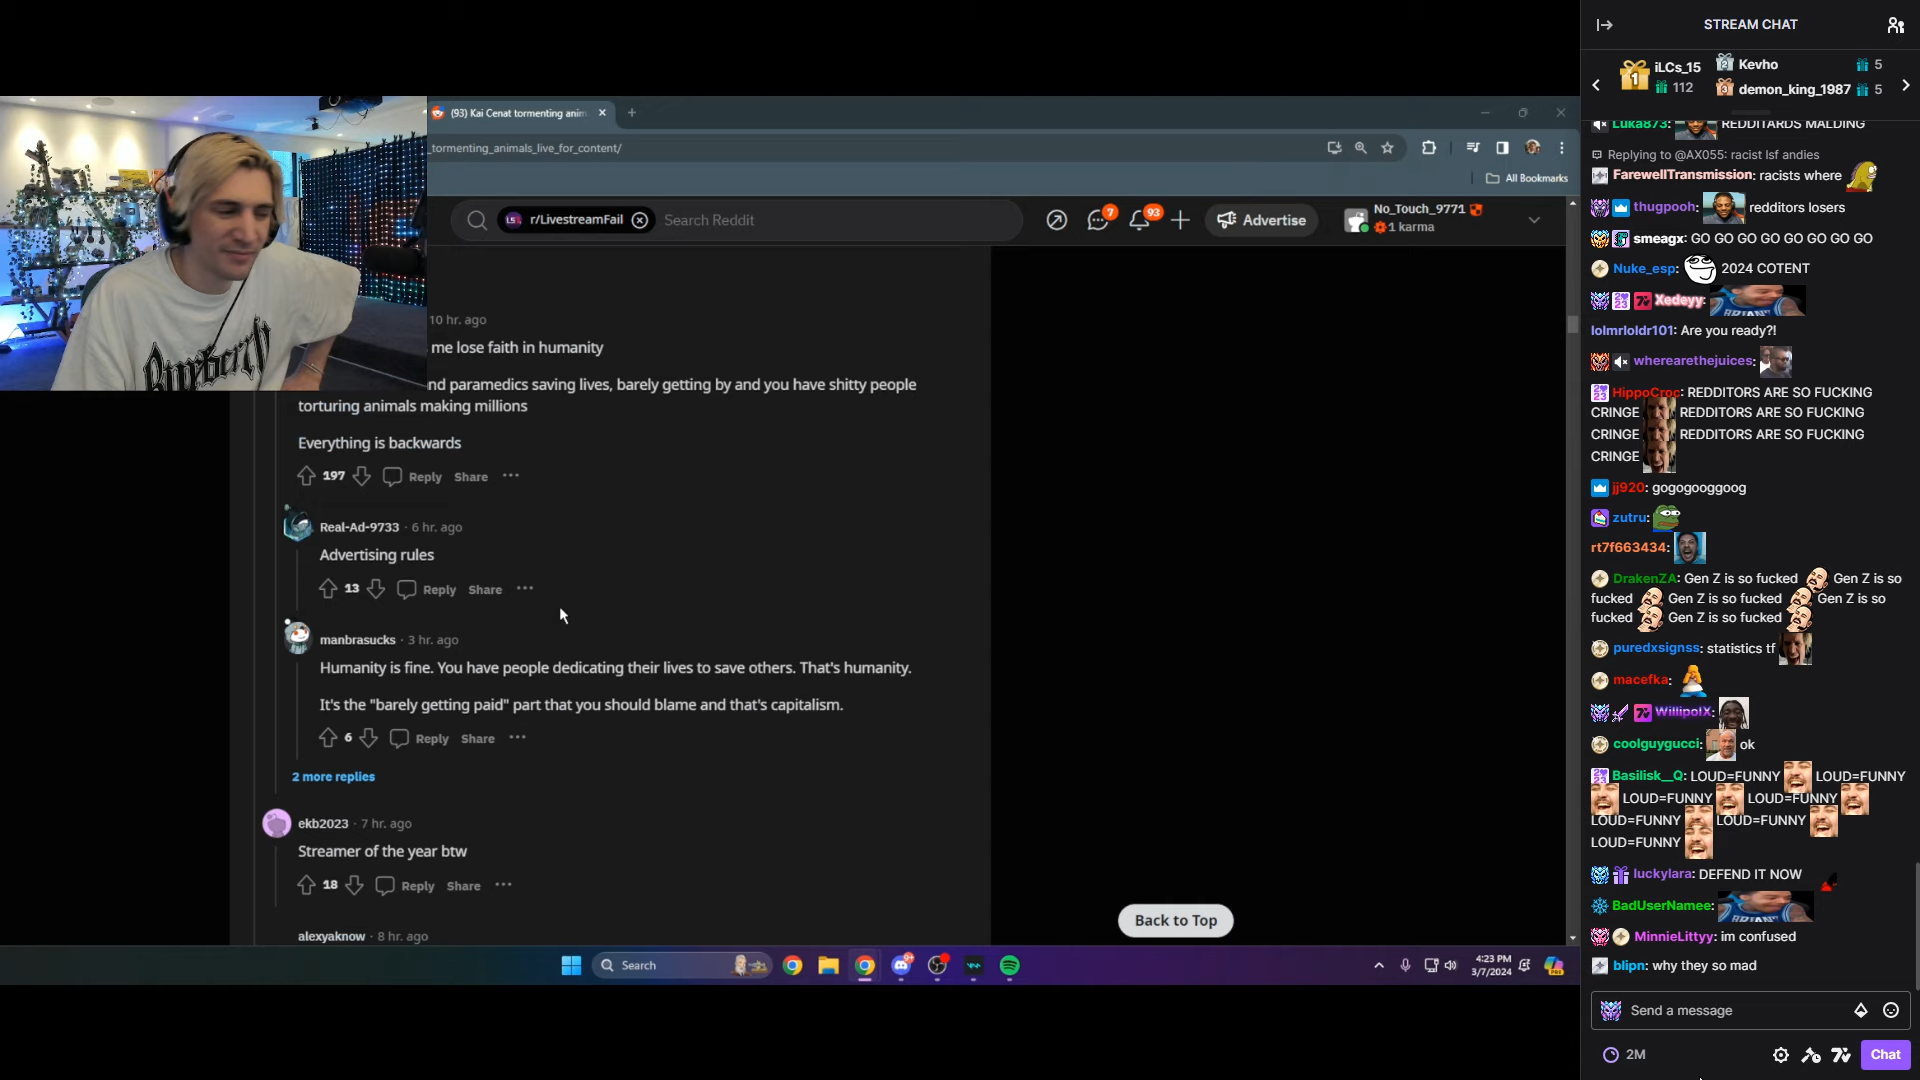 (93) Kai Cenat tormenting anim
_tormenting_animals_live_for_content/
All Bookmarks
r/LivestreamFail
Search Reddit
7
93
Advertise
No_Touch_9771
1 karma
10 hr. ago
me lose faith in humanity
nd paramedics saving lives, barely getting by and you have shitty people
torturing animals making millions
Everything is backwards
197 Reply Share
Real-Ad-9733 · 6 hr. ago
Advertising rules
13 Reply Share
manbrasucks · 3 hr. ago
Humanity is fine. You have people dedicating their lives to save others. That's humanity.
It's the "barely getting paid" part that you should blame and that's capitalism.
6 Reply Share
2 more replies
ekb2023 · 7 hr. ago
Streamer of the year btw
18 Reply Share
alexyaknow · 8 hr. ago
Back to Top
Search
4:23 PM
3/7/2024
STREAM CHAT
1 iLCs_15
112
2 Kevho 5
3 demon_king_1987 5
Luka873: REDDITARDS MALDING
Replying to @AX055: racist lsf andies
FarewellTransmission: racists where
thugpooh: redditors losers
smeagx: GO GO GO GO GO GO GO GO
Nuke_esp: 2024 COTENT
Xedeyy:
lolmrloldr101: Are you ready?!
wherearethejuices:
HippoCroc: REDDITORS ARE SO FUCKING
CRINGE REDDITORS ARE SO FUCKING
CRINGE REDDITORS ARE SO FUCKING
CRINGE
jj920: gogogooggoog
zutru:
rt7f663434:
DrakenZA: Gen Z is so fucked Gen Z is so
fucked Gen Z is so fucked Gen Z is so
fucked Gen Z is so fucked
puredxsignss: statistics tf
macefka:
WillipolX:
coolguygucci: ok
Basilisk__Q: LOUD=FUNNY LOUD=FUNNY
LOUD=FUNNY LOUD=FUNNY
LOUD=FUNNY LOUD=FUNNY
LOUD=FUNNY
luckylara: DEFEND IT NOW
BadUserNamee:
MinnieLittyy: im confused
blipn: why they so mad
Send a message
2M
Chat